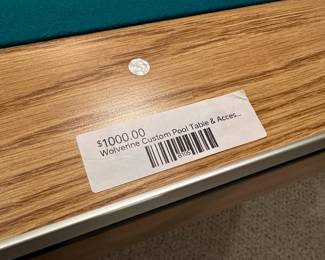 $1000.00
Wolverine Custom Pool Table & Acces...